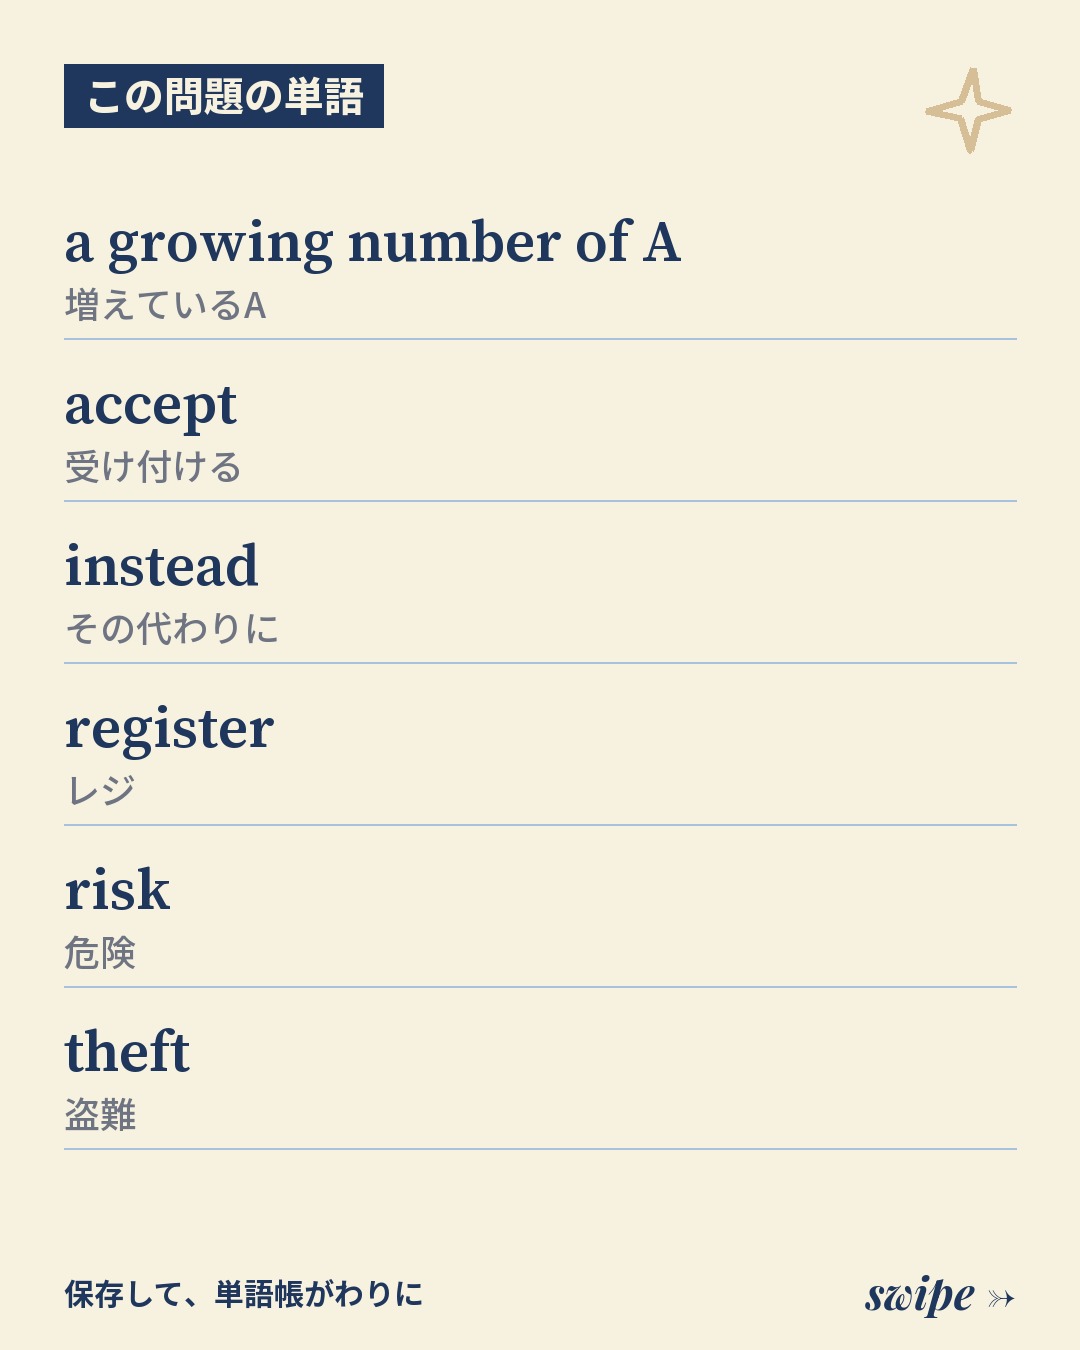 この問題の単語
a growing number of A
増えているA
accept
受け付ける
instead
その代わりに
register
レジ
risk
危険
theft
盗難
保存して、単語帳がわりに
swipe